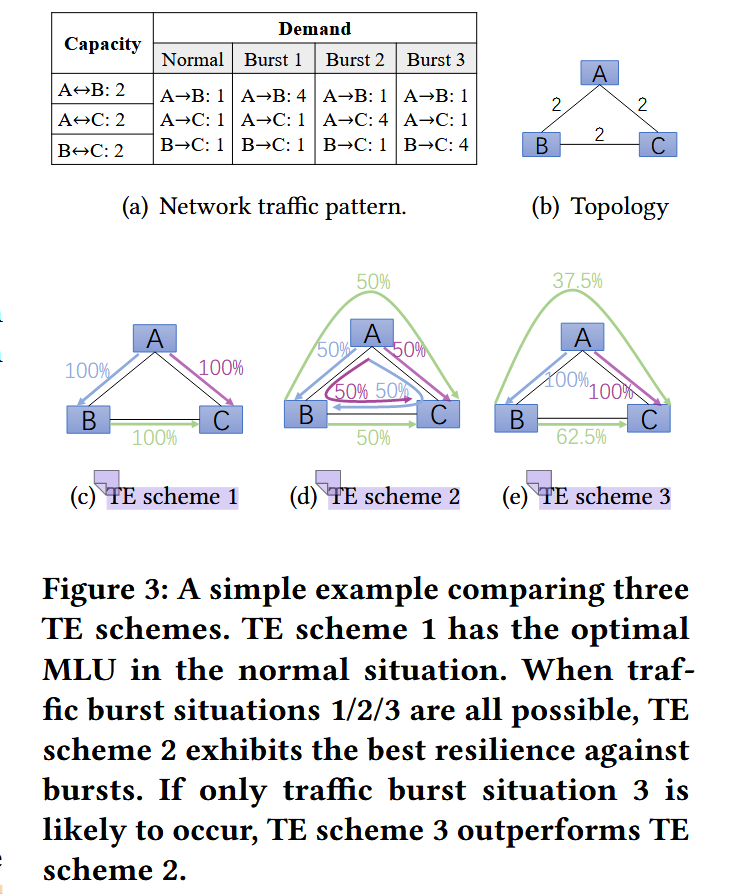 Capacity
Demand
Normal Burst 1 Burst 2 Burst 3
A↔B: 2
A↔C: 2
B↔C: 2
A→B: 1 A→B: 4 A→B: 1 A→B: 1
A→C: 1 A→C: 1 A→C: 4 A→C: 1
B→C: 1 B→C: 1 B→C: 1 B→C: 4
(a) Network traffic pattern.
A
2 2
B 2 C
(b) Topology
A
100% 100%
B C
100%
(c) TE scheme 1
50%
A
50% 50%
50% 50%
B C
50%
(d) TE scheme 2
37.5%
A
100% 100%
B C
62.5%
(e) TE scheme 3
Figure 3: A simple example comparing three
TE schemes. TE scheme 1 has the optimal
MLU in the normal situation. When traf-
fic burst situations 1/2/3 are all possible, TE
scheme 2 exhibits the best resilience against
bursts. If only traffic burst situation 3 is
likely to occur, TE scheme 3 outperforms TE
scheme 2.